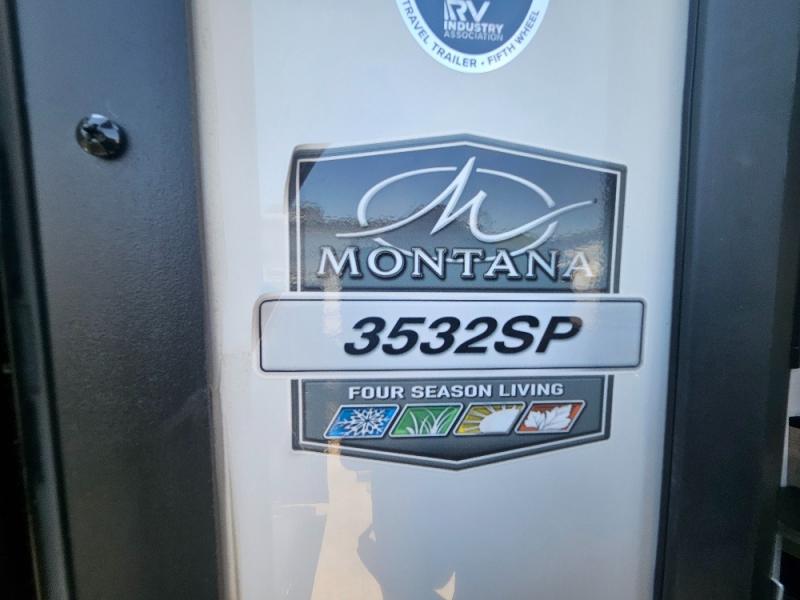 RV
INDUSTRY
ASSOCIATION
TRAVEL TRAILER • FIFTH WHEEL
M
MONTANA
3532SP
FOUR SEASON LIVING